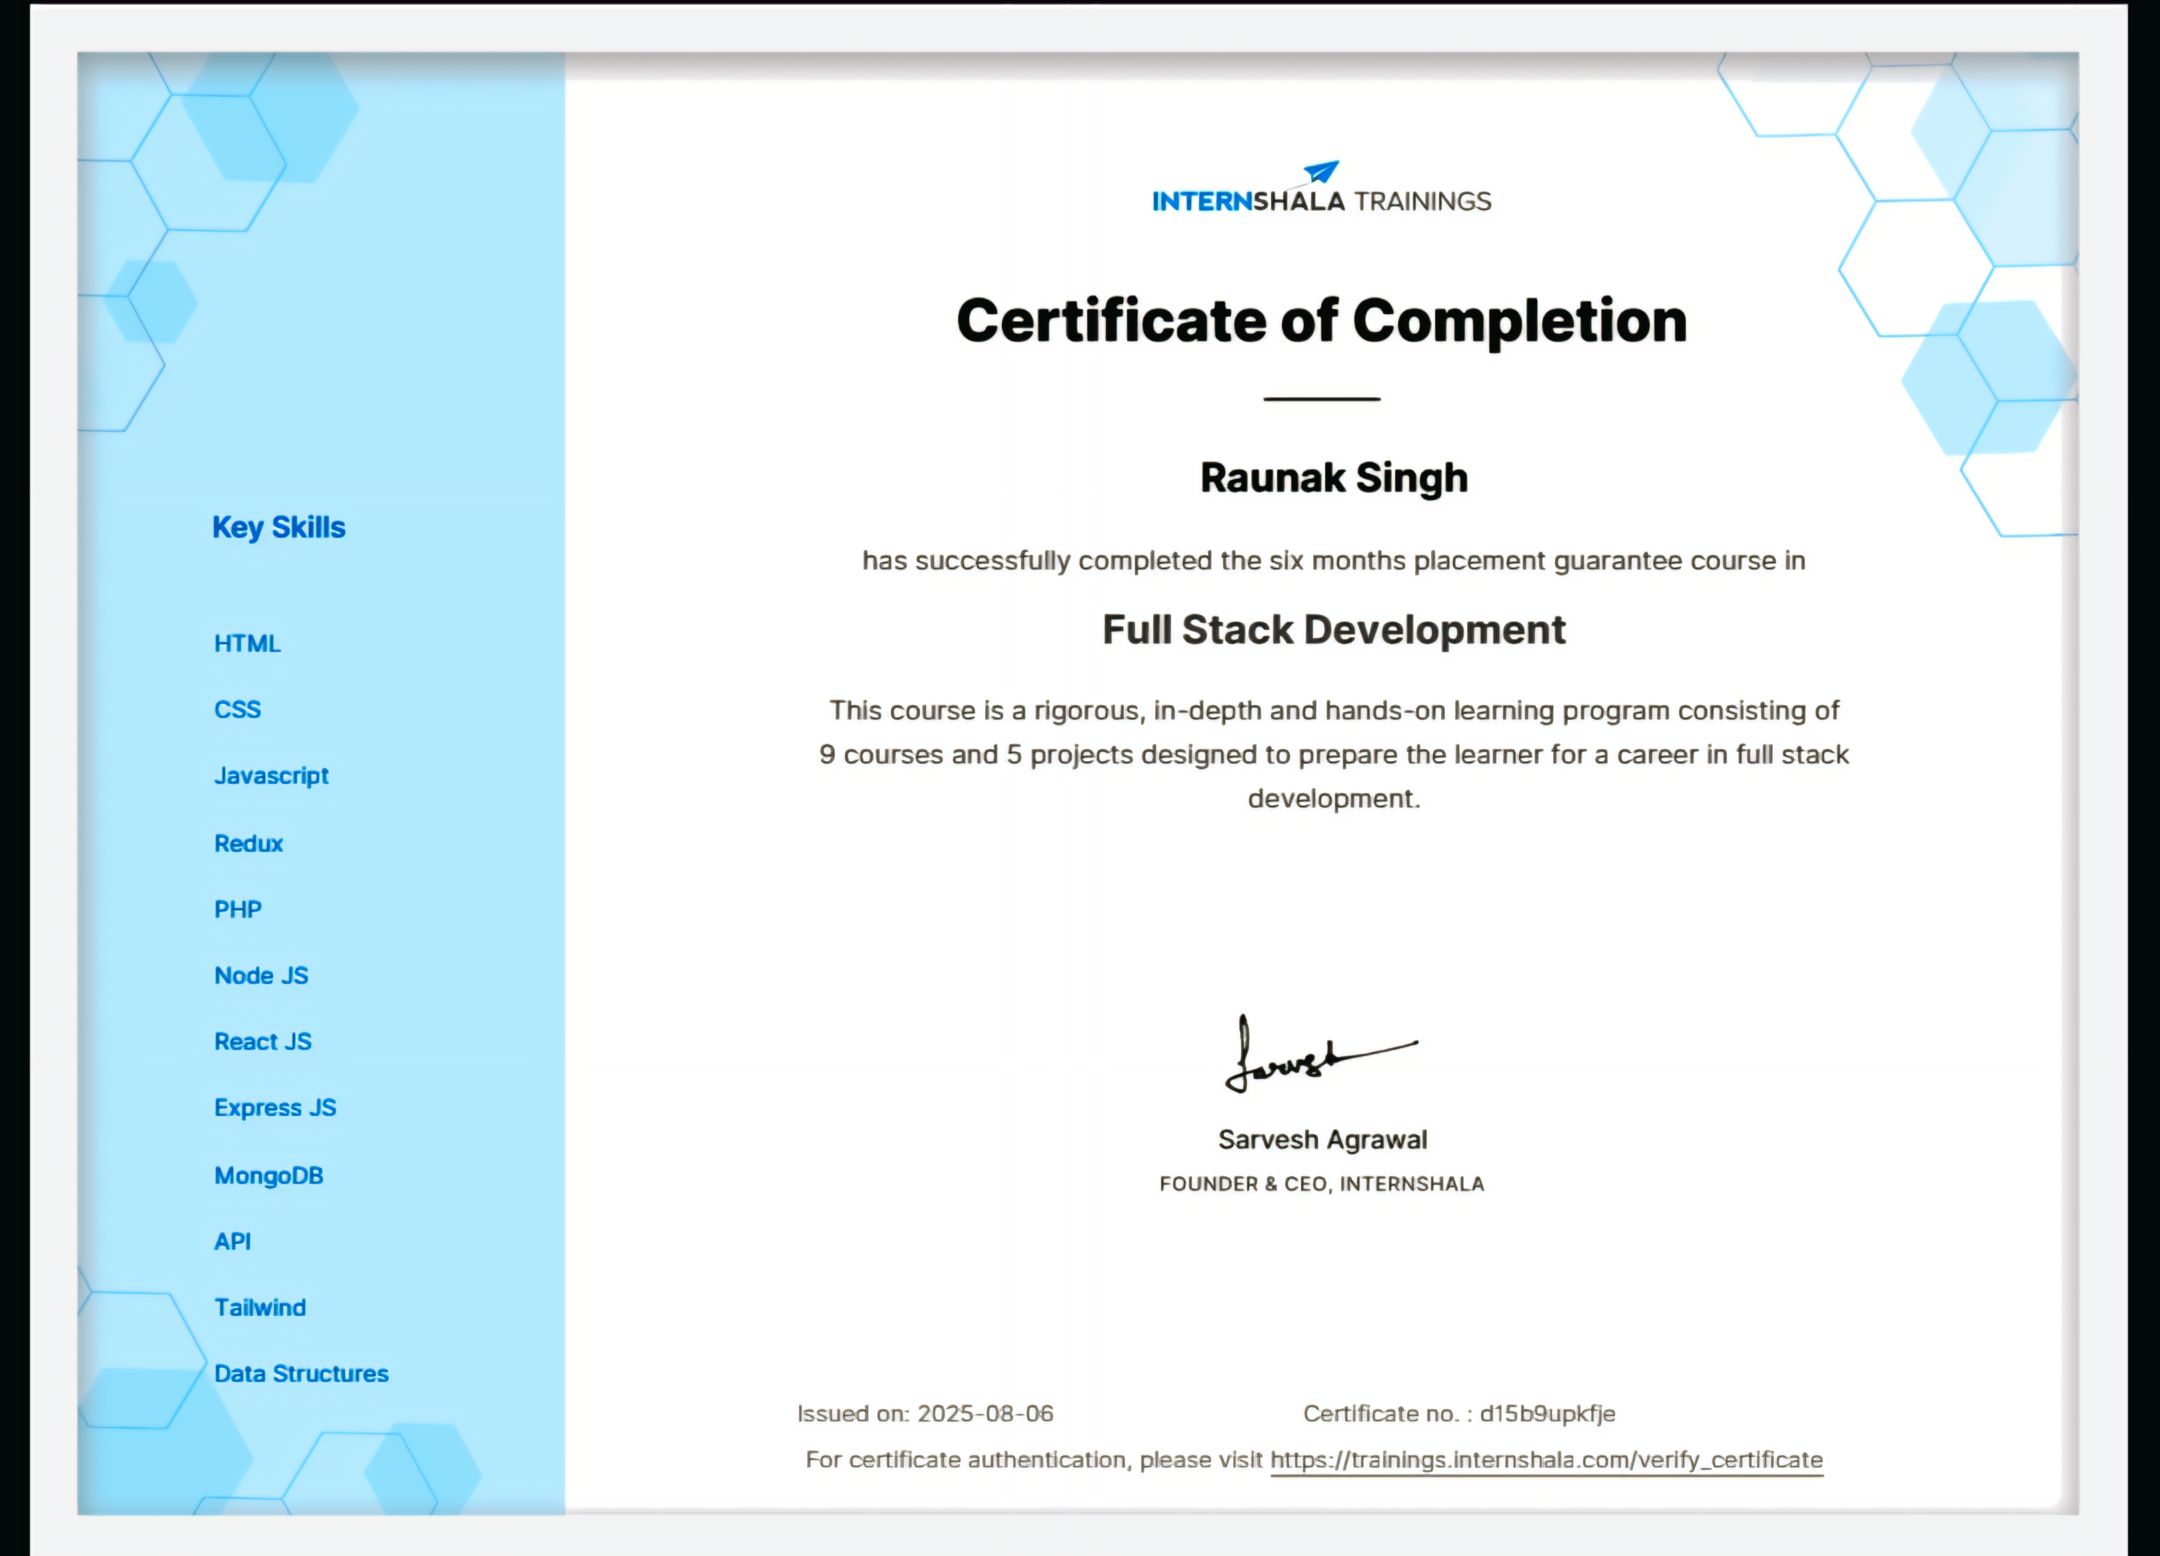 INTERNSHALA TRAININGS
Certificate of Completion
Raunak Singh
has successfully completed the six months placement guarantee course in
Full Stack Development
This course is a rigorous, in-depth and hands-on learning program consisting of
9 courses and 5 projects designed to prepare the learner for a career in full stack
development.
Key Skills
HTML
CSS
Javascript
Redux
PHP
Node JS
React JS
Express JS
MongoDB
API
Tailwind
Data Structures
Sarvesh Agrawal
FOUNDER & CEO, INTERNSHALA
Issued on: 2025-08-06
Certificate no. : d15b9upkfje
For certificate authentication, please visit https://trainings.internshala.com/verify_certificate